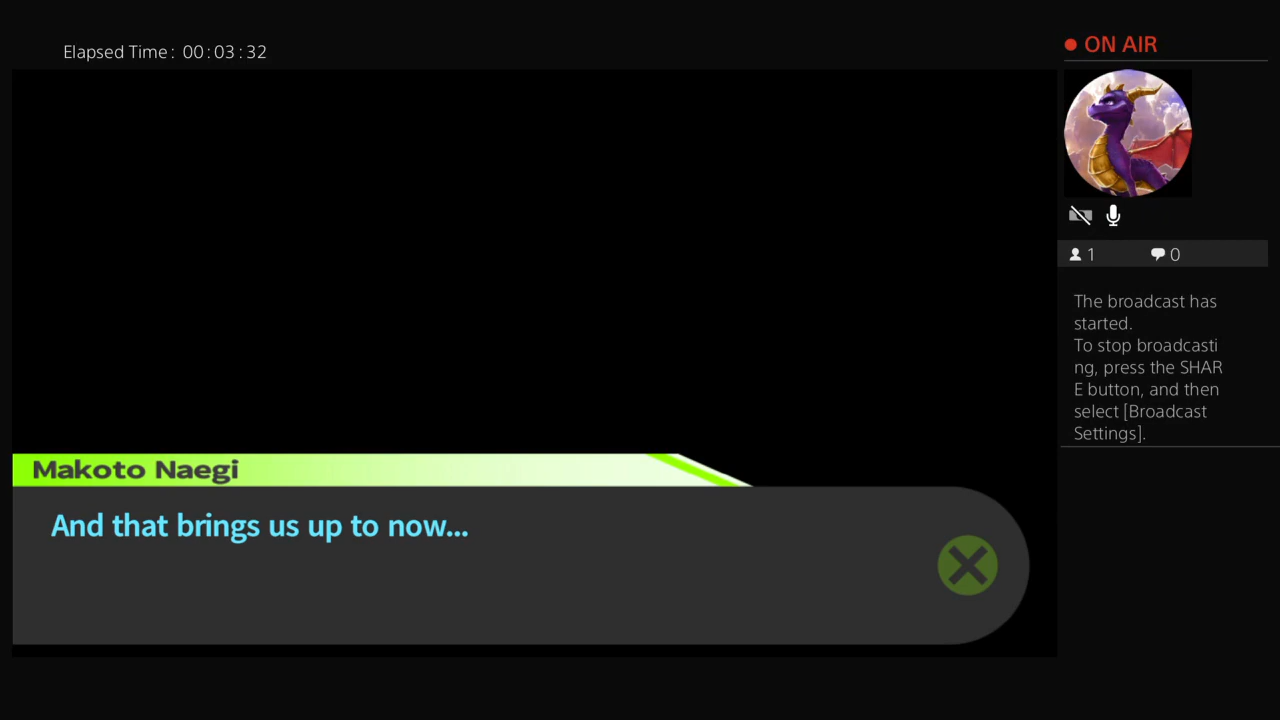 Elapsed Time: 00:03:32
ON AIR
1
0
The broadcast has
started.
To stop broadcasti
ng, press the SHAR
E button, and then
select [Broadcast
Settings].
Makoto Naegi
And that brings us up to now...